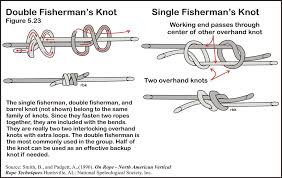 Double Fisherman's Knot
Figure 5.23
The single fisherman, double fisherman, and
barrel knot (not shown) belong to the same
family of knots. Since they fasten two ropes
together, they are included with the bends.
They are really two two interlocking overhand
knots with extra loops. The double fisherman is
the most commonly used in the group. Half of
the knot can be used as an effective backup
knot if needed.
Single Fisherman's Knot
Working end passes through
center of other overhand knot
Two overhand knots
Source: Smith, B., and Padgett, A.,(1996). On Rope – North American Vertical
Rope Techniques. Huntsville, AL: National Speleological Society, Inc.